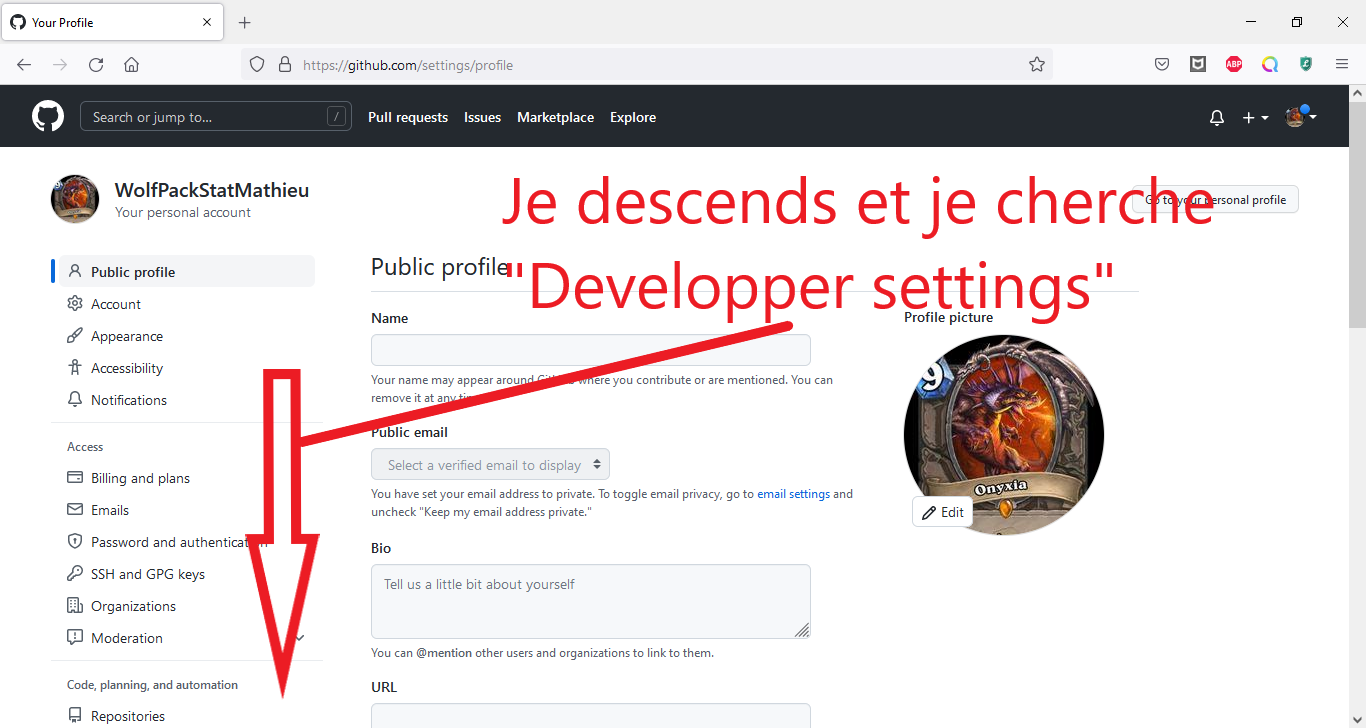 Your Profile
https://github.com/settings/profile
ABP
Search or jump to...
/
Pull requests
Issues
Marketplace
Explore
WolfPackStatMathieu
Your personal account
Je descends et je cherche
"Developper settings"
Go to your personal profile
Public profile
Account
Appearance
Accessibility
Notifications
Access
Billing and plans
Emails
Password and authentication
SSH and GPG keys
Organizations
Moderation
Code, planning, and automation
Repositories
Public profile
Name
Your name may appear around GitHub where you contribute or are mentioned. You can
remove it at any time.
Public email
Select a verified email to display
You have set your email address to private. To toggle email privacy, go to email settings and
uncheck "Keep my email address private."
Bio
Tell us a little bit about yourself
You can @mention other users and organizations to link to them.
URL
Profile picture
9
Onyxia
Edit